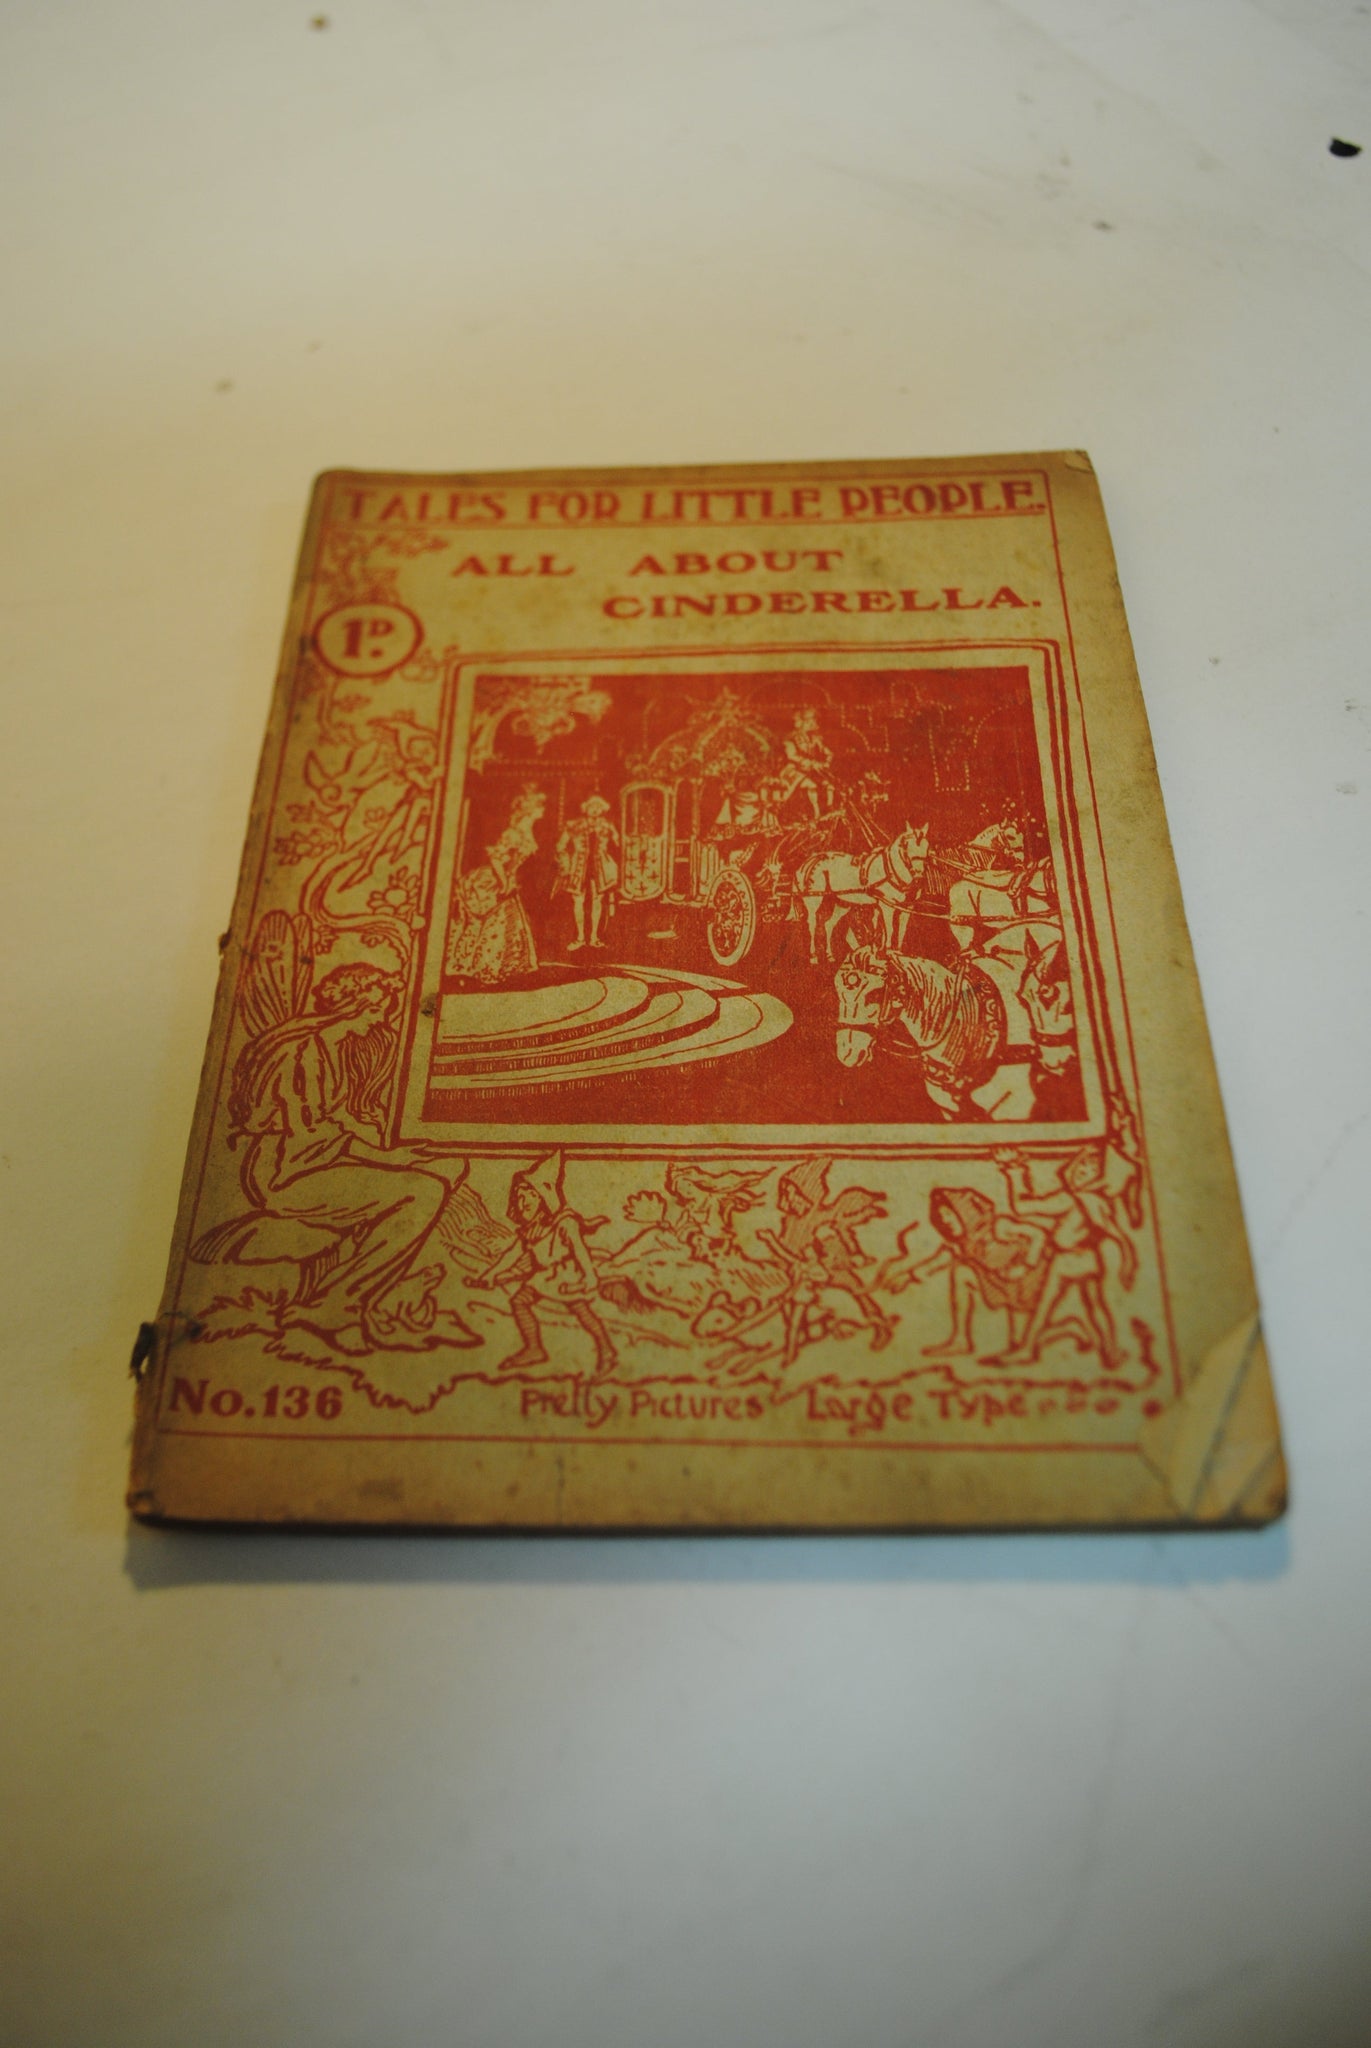 TALES FOR LITTLE PEOPLE.
ALL ABOUT
CINDERELLA.
1D.
No. 136
Pretty Pictures Large Type